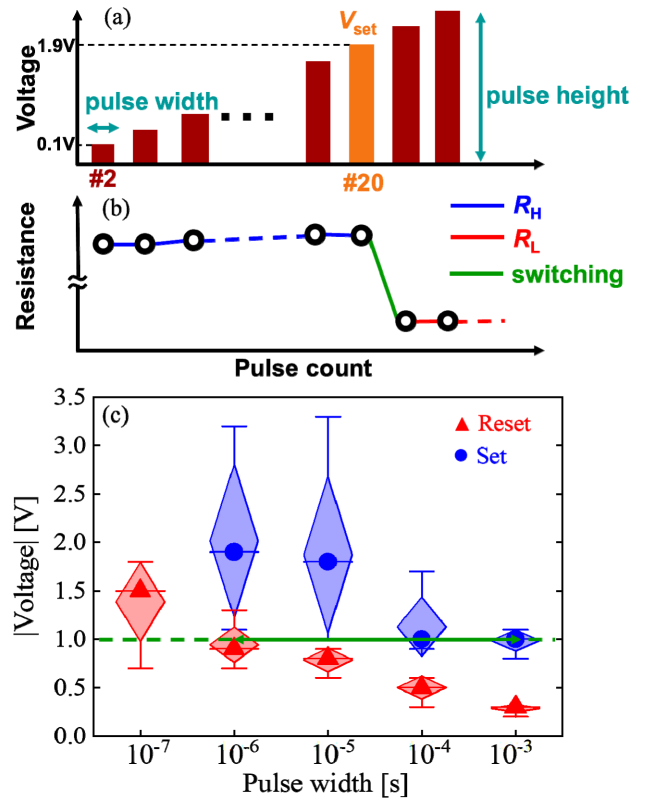 (a)
Voltage
1.9V
0.1V
pulse width
V_set
pulse height
#2
#20
(b)
Resistance
R_H
R_L
switching
Pulse count
(c)
|Voltage| [V]
3.5
3.0
2.5
2.0
1.5
1.0
0.5
0.0
Reset
Set
10^-7 10^-6 10^-5 10^-4 10^-3
Pulse width [s]